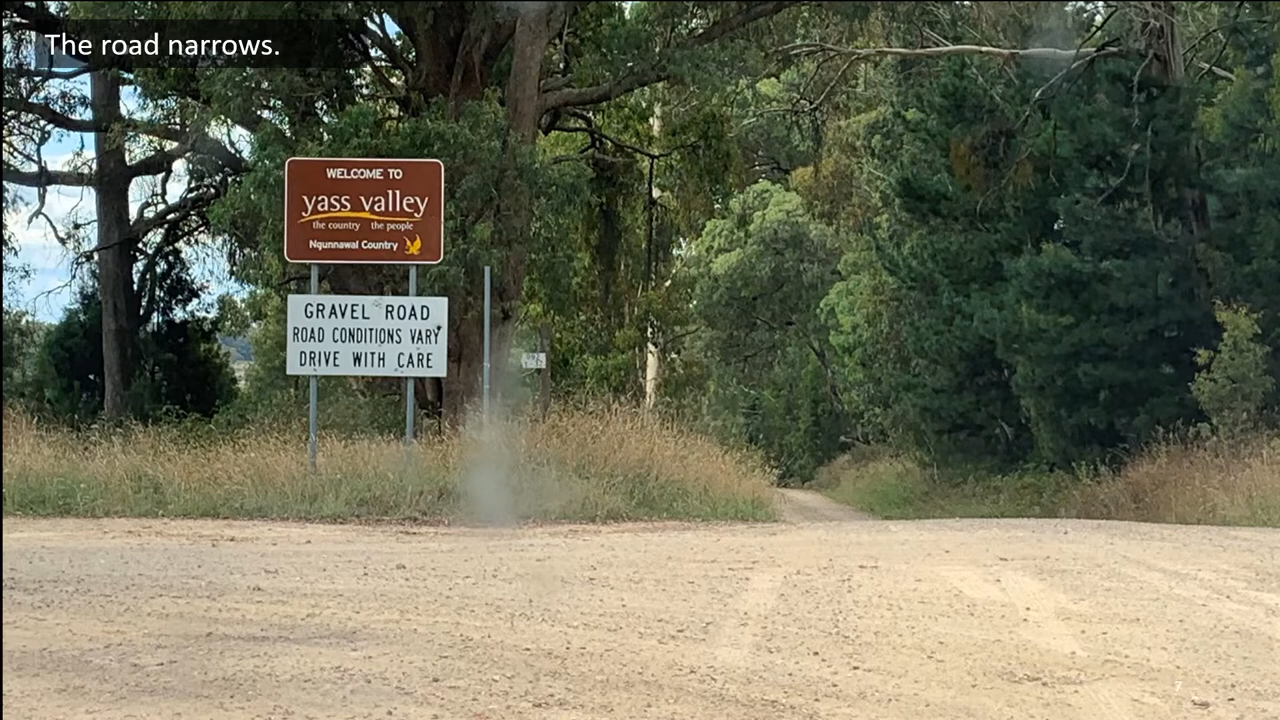 The road narrows.
WELCOME TO
yass valley
the country the people
Ngunnawal Country
GRAVEL ROAD
ROAD CONDITIONS VARY
DRIVE WITH CARE
7